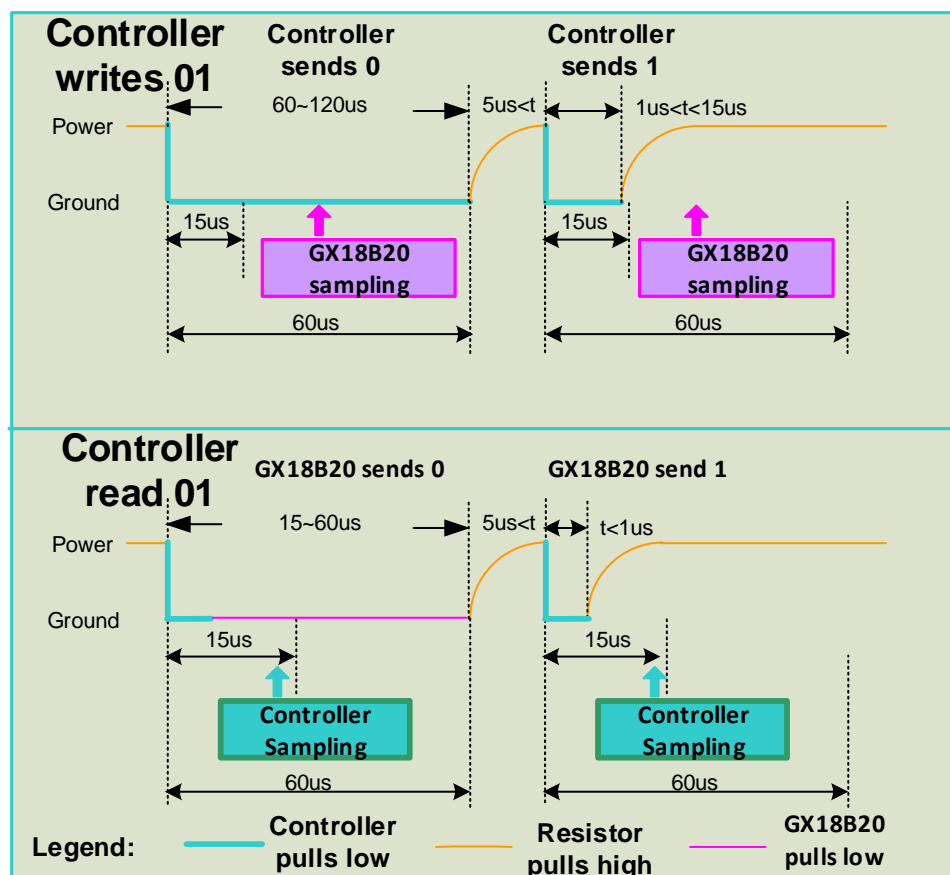 Controller
writes 01
Controller
sends 0
Controller
sends 1
60~120us
5us<t
1us<t<15us
Power
Ground
15us
15us
GX18B20
sampling
GX18B20
sampling
60us
60us
Controller
read 01
GX18B20 sends 0
GX18B20 send 1
15~60us
5us<t
t<1us
Power
Ground
15us
15us
Controller
Sampling
Controller
Sampling
60us
60us
Legend:
Controller
pulls low
Resistor
pulls high
GX18B20
pulls low